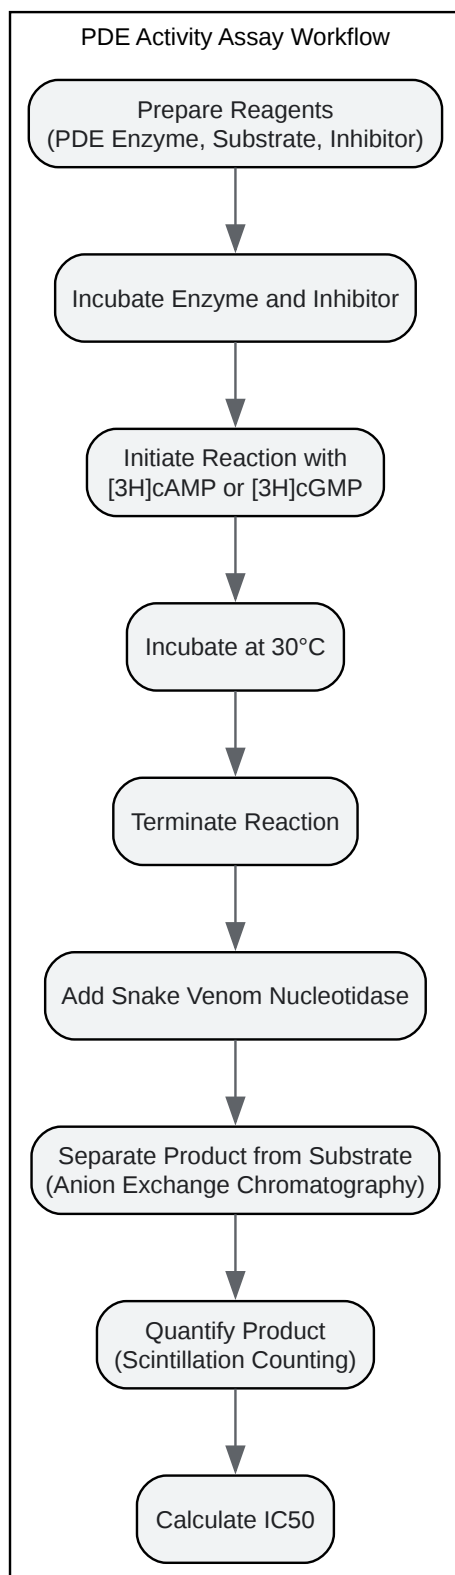 PDE Activity Assay Workflow
Prepare Reagents
(PDE Enzyme, Substrate, Inhibitor)
Incubate Enzyme and Inhibitor
Initiate Reaction with
[3H]cAMP or [3H]cGMP
Incubate at 30°C
Terminate Reaction
Add Snake Venom Nucleotidase
Separate Product from Substrate
(Anion Exchange Chromatography)
Quantify Product
(Scintillation Counting)
Calculate IC50